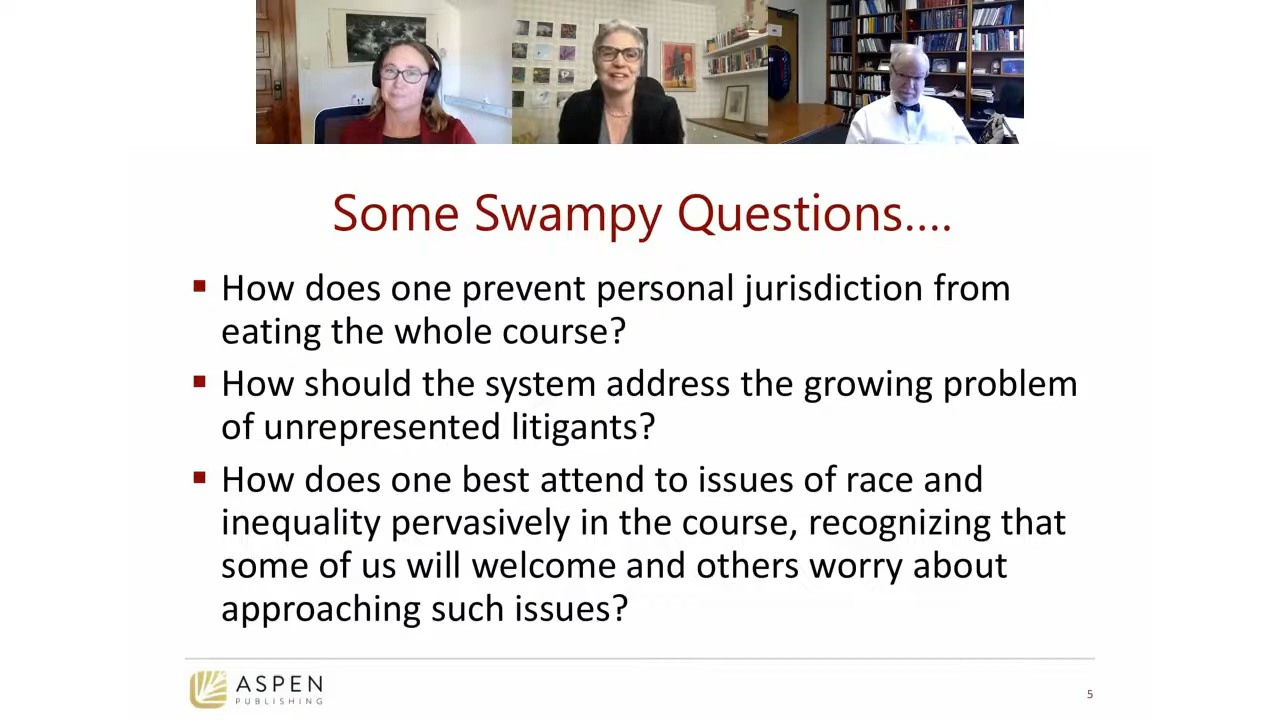 Some Swampy Questions....
▪ How does one prevent personal jurisdiction from
eating the whole course?
▪ How should the system address the growing problem
of unrepresented litigants?
▪ How does one best attend to issues of race and
inequality pervasively in the course, recognizing that
some of us will welcome and others worry about
approaching such issues?
ASPEN
PUBLISHING
5